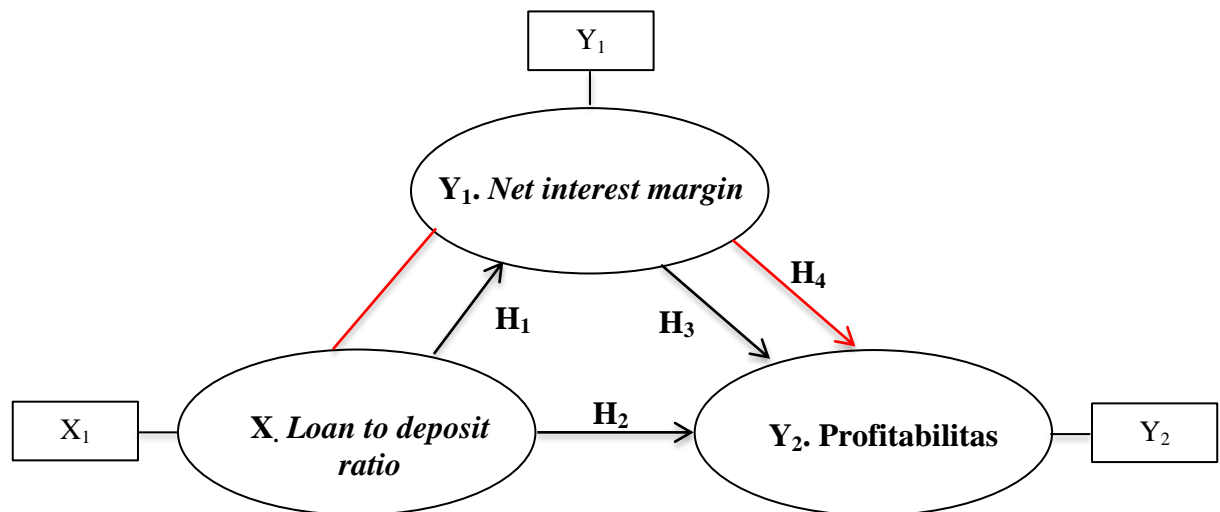 Y₁
Y₁. Net interest margin
H₄
H₁
H₃
X₁
X. Loan to deposit
ratio
H₂
Y₂. Profitabilitas
Y₂